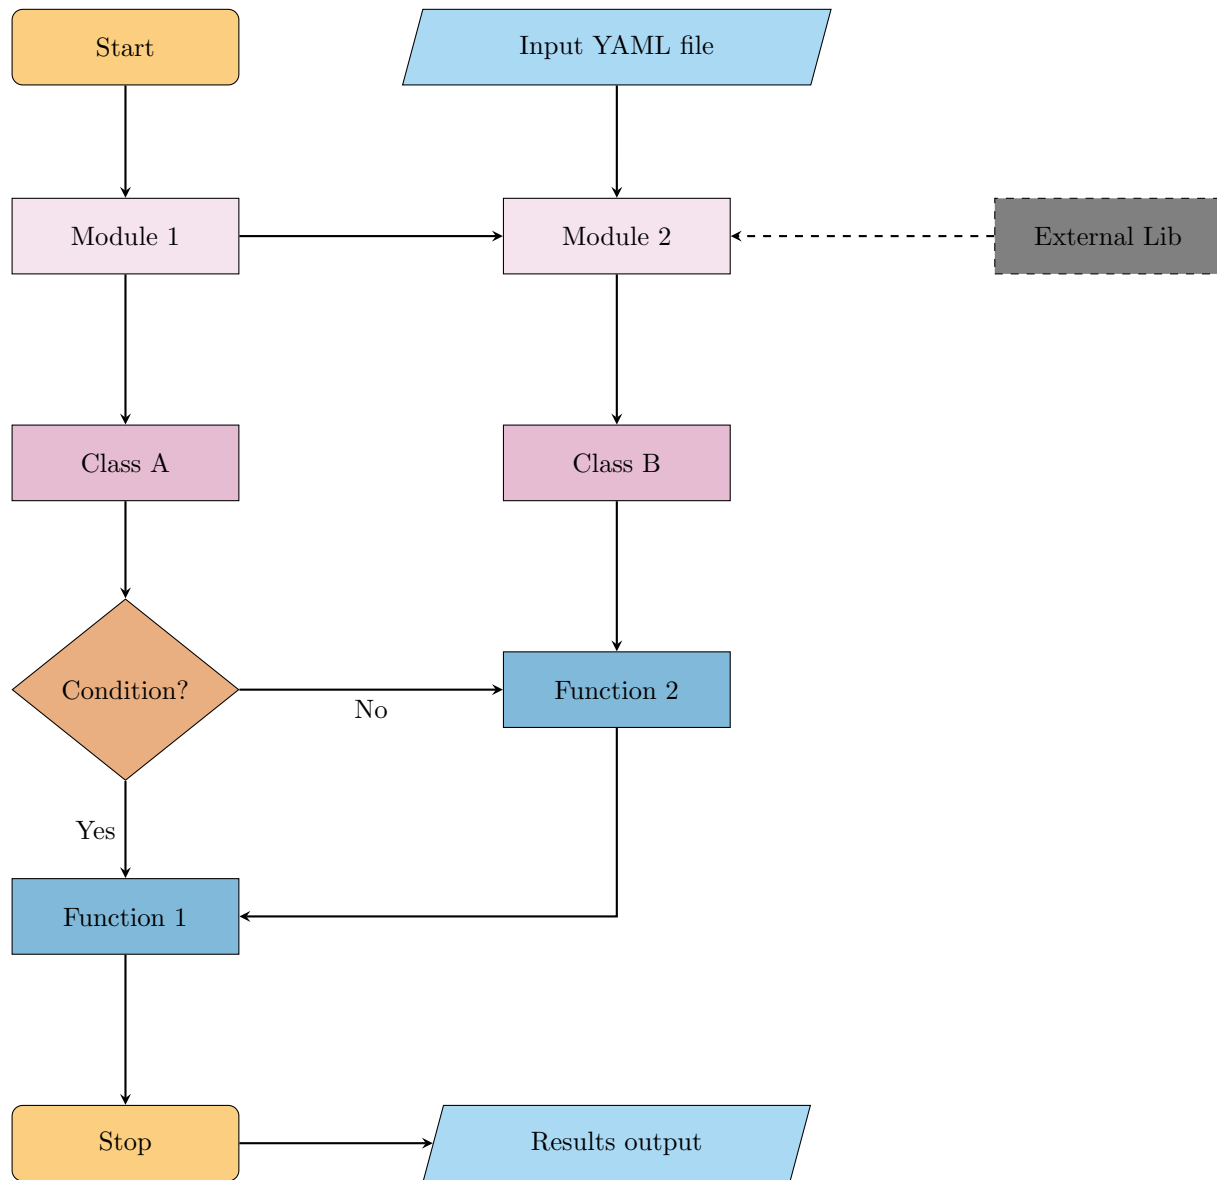 Start
Input YAML file
Module 1
Module 2
External Lib
Class A
Class B
Condition?
No
Function 2
Yes
Function 1
Stop
Results output